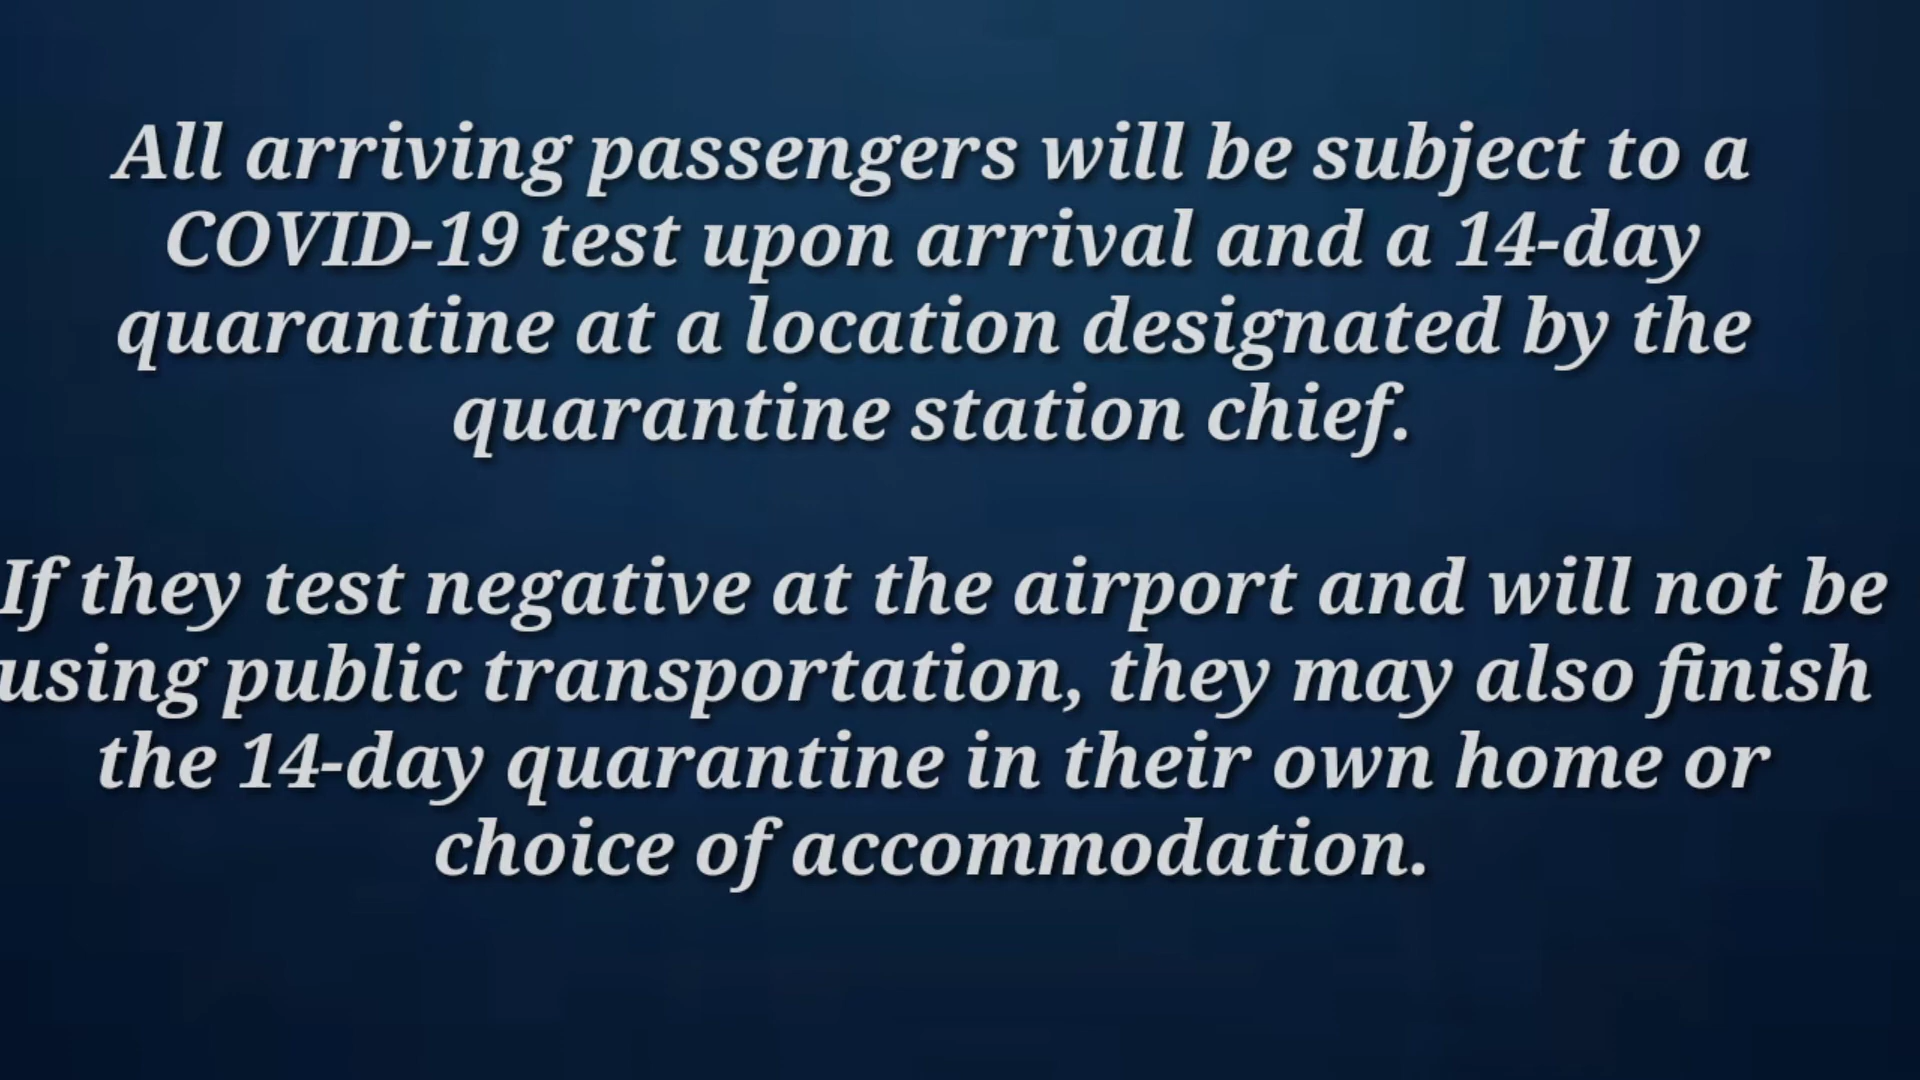 All arriving passengers will be subject to a
COVID-19 test upon arrival and a 14-day
quarantine at a location designated by the
quarantine station chief.
If they test negative at the airport and will not be
using public transportation, they may also finish
the 14-day quarantine in their own home or
choice of accommodation.